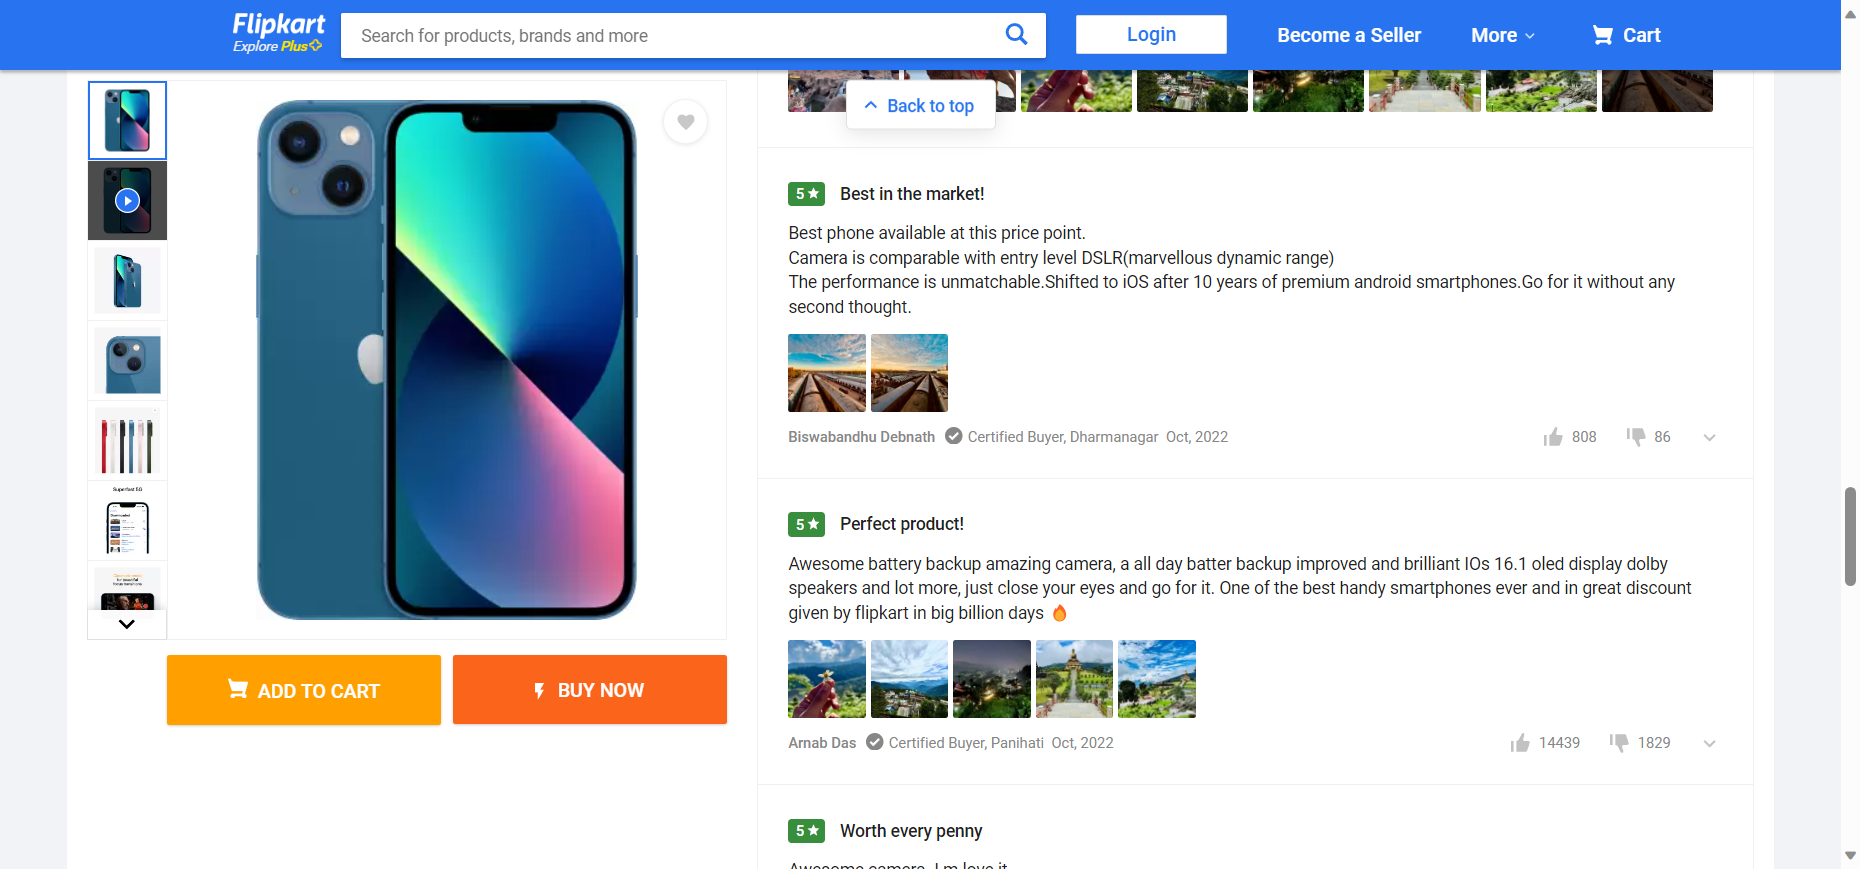 Flipkart
Explore Plus
Search for products, brands and more
Login
Become a Seller
More
Cart
Back to top
Superfast 5G
ADD TO CART
BUY NOW
5★ Best in the market!
Best phone available at this price point.
Camera is comparable with entry level DSLR(marvellous dynamic range)
The performance is unmatchable.Shifted to iOS after 10 years of premium android smartphones.Go for it without any
second thought.
Biswabandhu Debnath Certified Buyer, Dharmanagar Oct, 2022 808 86
5★ Perfect product!
Awesome battery backup amazing camera, a all day batter backup improved and brilliant IOs 16.1 oled display dolby
speakers and lot more, just close your eyes and go for it. One of the best handy smartphones ever and in great discount
given by flipkart in big billion days 🔥
Arnab Das Certified Buyer, Panihati Oct, 2022 14439 1829
5★ Worth every penny
Awesome camera. I m love it